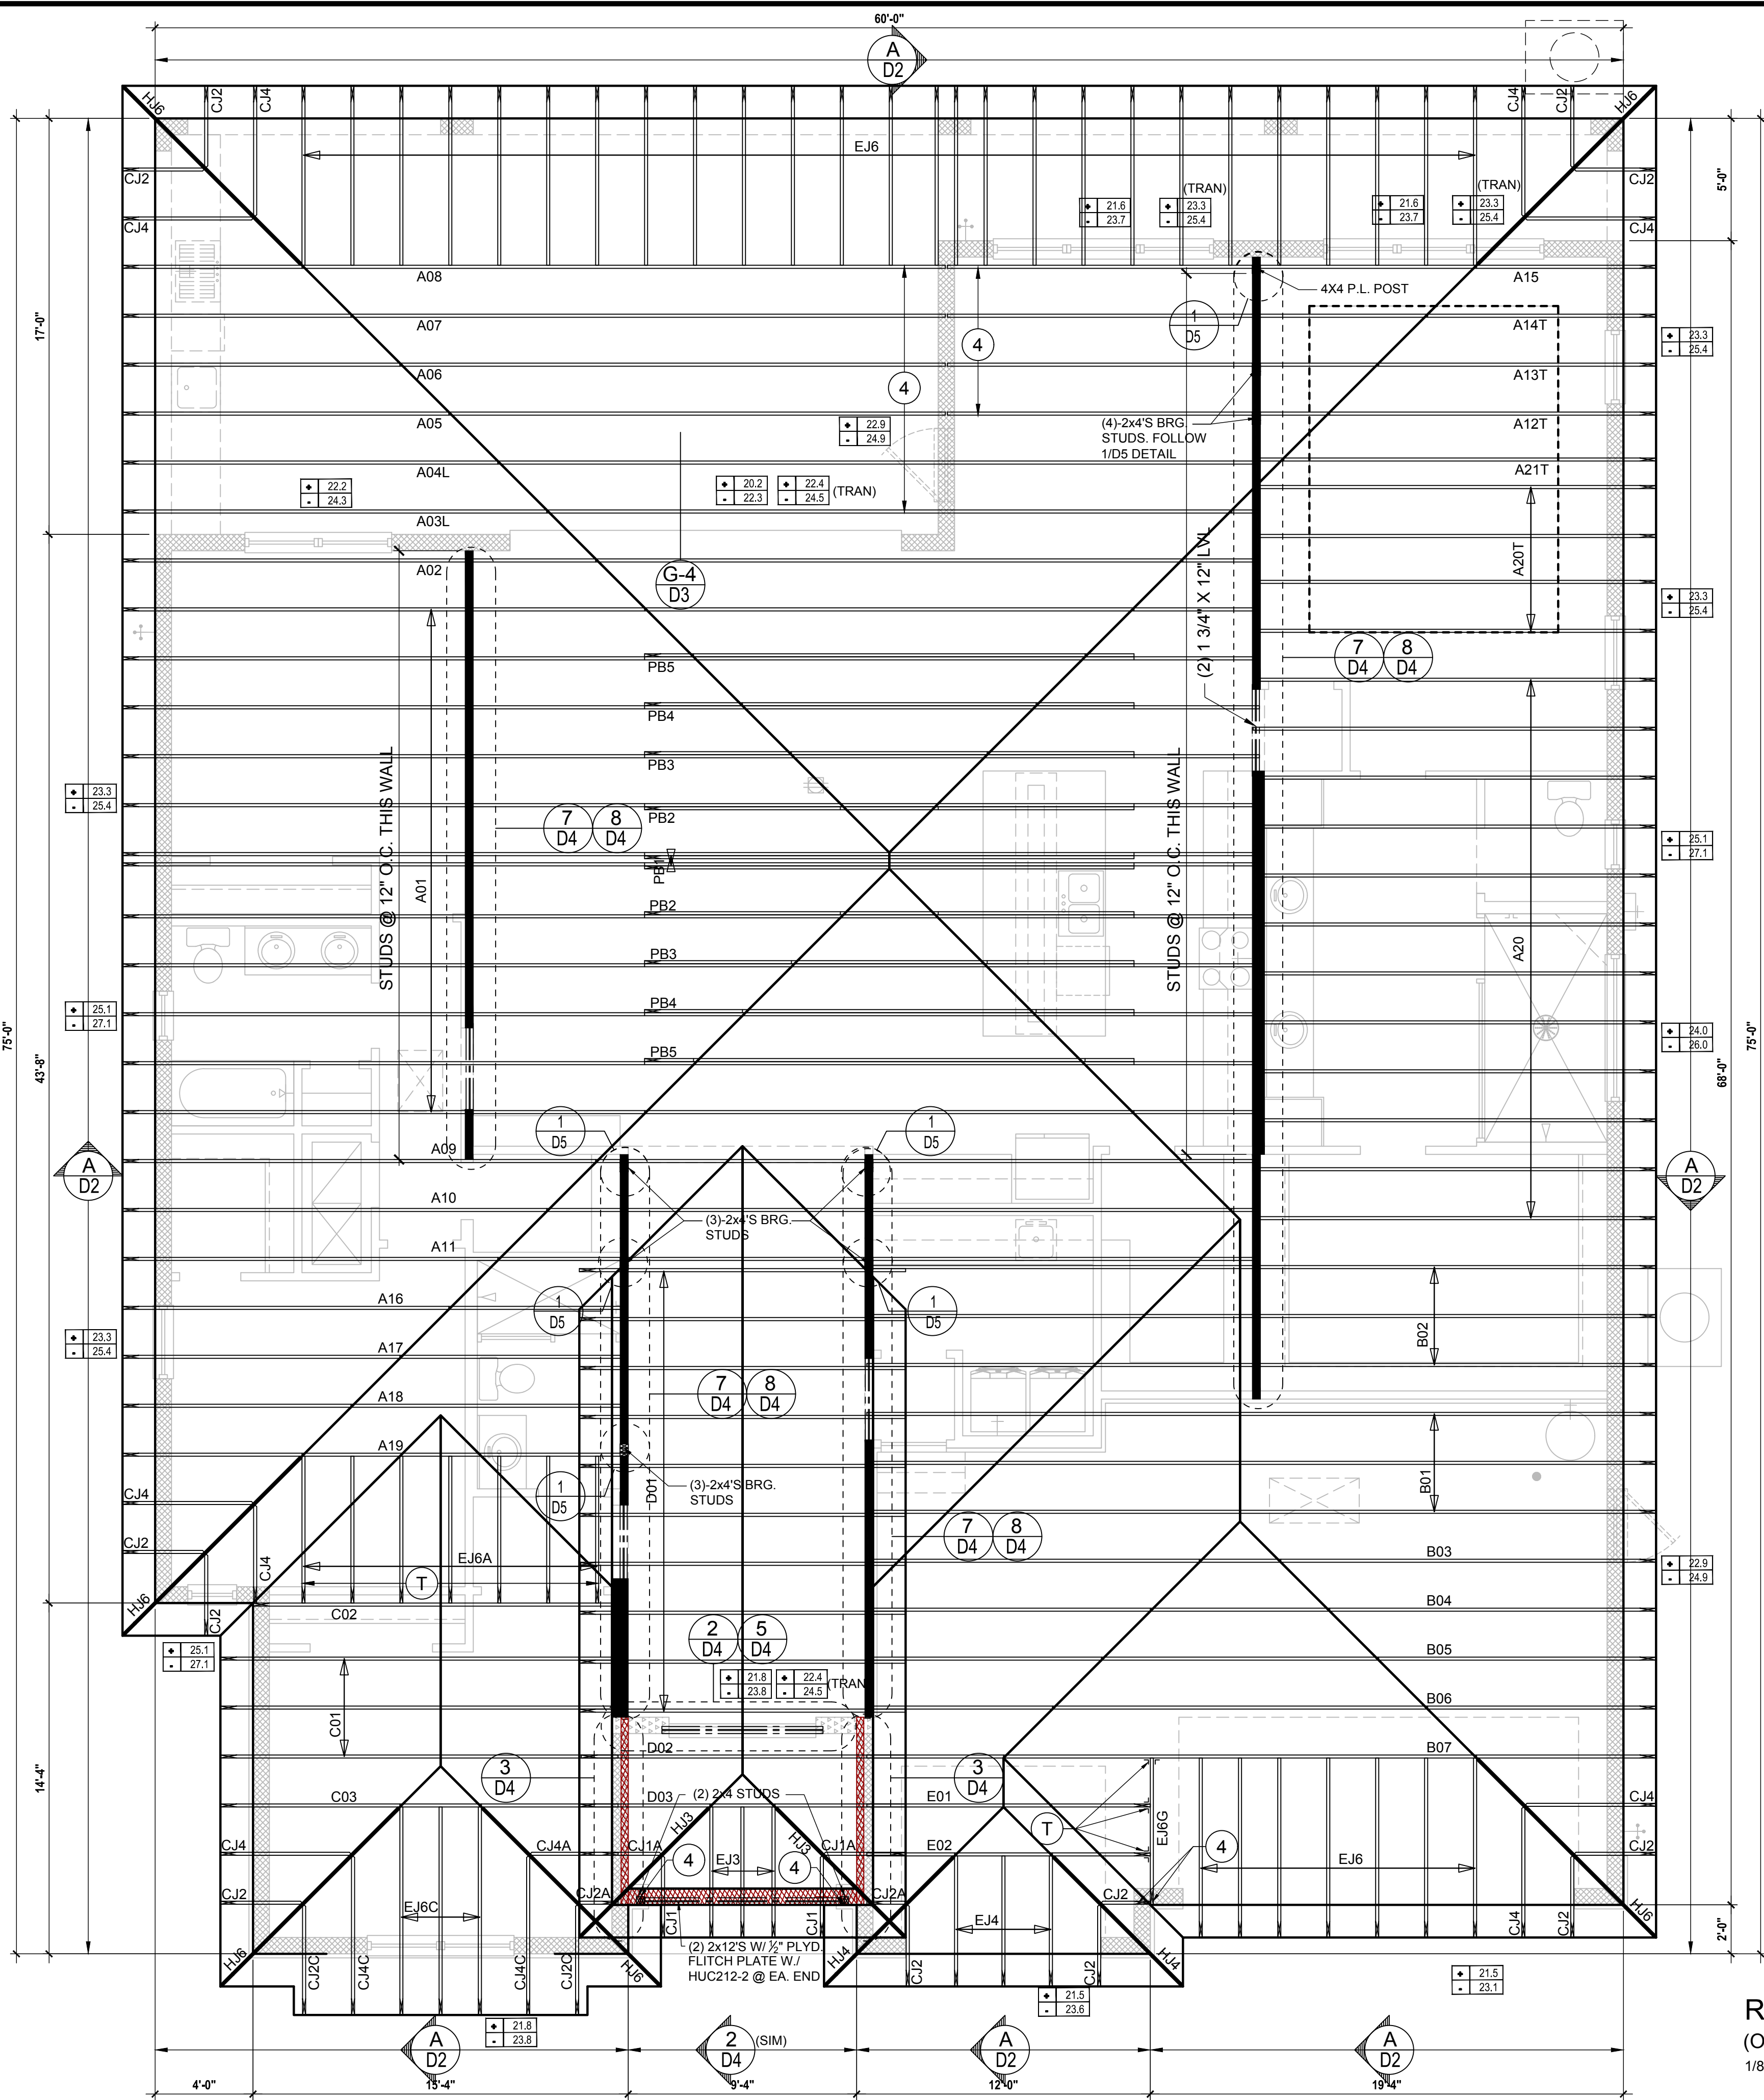 60'-0"
A
D2
HJ6
CJ2
CJ4
CJ4
CJ2
HJ6
CJ2
CJ4
EJ6
CJ2
CJ4
5'-0"
+ 21.6
- 23.7
+ 23.3
- 25.4
(TRAN)
+ 21.6
- 23.7
+ 23.3
- 25.4
(TRAN)
A08
A15
4X4 P.L. POST
17'-0"
A07
1
D5
A14T
+ 23.3
- 25.4
4
4
A06
A13T
A05
A12T
+ 22.9
- 24.9
(4)-2x4'S BRG.
STUDS. FOLLOW
1/D5 DETAIL
A04L
A21T
+ 22.2
- 24.3
+ 20.2
- 22.3
+ 22.4
- 24.5
(TRAN)
A03L
A02
G-4
D3
A20T
(2) 1 3/4" X 12" LVL
+ 23.3
- 25.4
PB5
7
D4
8
D4
PB4
PB3
+ 23.3
- 25.4
STUDS @ 12" O.C. THIS WALL
STUDS @ 12" O.C. THIS WALL
PB2
7
D4
8
D4
+ 25.1
- 27.1
PB1
A01
PB2
A20
PB3
+ 25.1
- 27.1
PB4
+ 24.0
- 26.0
75'-0"
43'-8"
PB5
68'-0"
75'-0"
A09
1
D5
1
D5
A
D2
A
D2
A10
(3)-2x4'S BRG.
STUDS
A11
A16
1
D5
1
D5
+ 23.3
- 25.4
A17
B02
A18
7
D4
8
D4
A19
D01
B01
CJ4
(3)-2x4'S BRG.
STUDS
1
D5
CJ2
7
D4
8
D4
CJ4
EJ6A
B03
+ 22.9
- 24.9
T
HJ6
CJ2
C02
B04
+ 25.1
- 27.1
2
D4
5
D4
B05
+ 21.8
- 23.8
+ 22.4
- 24.5
B06
C01
D02
B07
14'-4"
3
D4
3
D4
C03
D03
(2) 2x4 STUDS
E01
CJ4
HJ3
HJ3
T
EJ6G
CJ4
CJ4A
CJ1A
CJ1A
E02
4
CJ2
4
EJ3
4
EJ6
CJ2
EJ6C
CJ2A
CJ2A
CJ2
CJ1
CJ1
EJ4
CJ4
CJ2
HJ6
HJ6
CJ2C
CJ4C
CJ4C
CJ2C
HJ6
(2) 2x12'S W/ ½" PLYD.
FLITCH PLATE W./
HUC212-2 @ EA. END
HJ4
CJ2
CJ2
HJ4
2'-0"
+ 21.5
- 23.1
+ 21.5
- 23.6
+ 21.8
- 23.8
R
(O
1/8
A
D2
2
D4
(SIM)
A
D2
A
D2
4'-0"
15'-4"
9'-4"
12'-0"
19'-4"